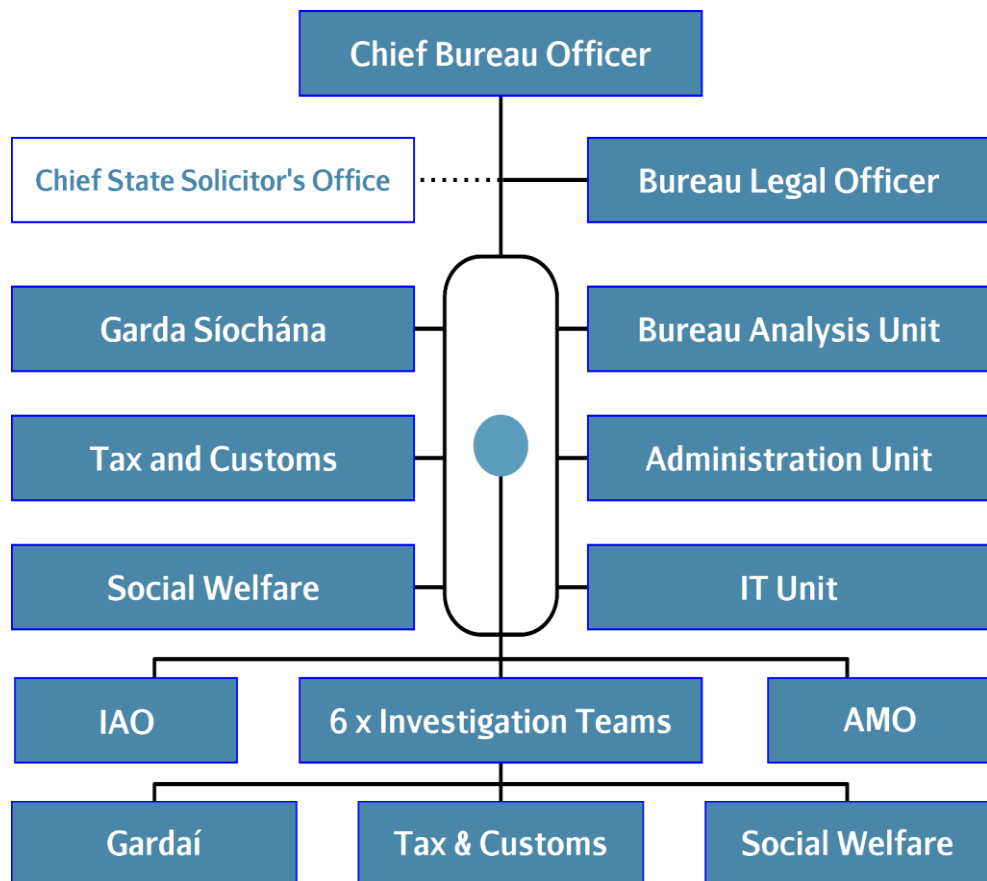 Chief Bureau Officer
Chief State Solicitor's Office
Bureau Legal Officer
Garda Síochána
Bureau Analysis Unit
Tax and Customs
Administration Unit
Social Welfare
IT Unit
IAO
6 x Investigation Teams
AMO
Gardaí
Tax & Customs
Social Welfare